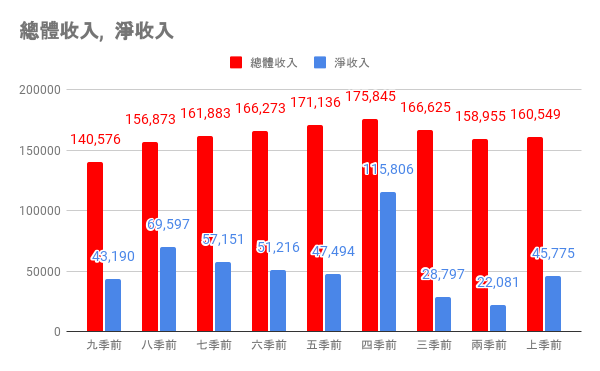 總體收入, 淨收入
總體收入 淨收入
200000
150000
100000
50000
0
140,576 156,873 161,883 166,273 171,136 175,845 166,625 158,955 160,549
43,190 69,597 57,151 51,216 47,494 115,806 28,797 22,081 45,775
九季前 八季前 七季前 六季前 五季前 四季前 三季前 兩季前 上季前